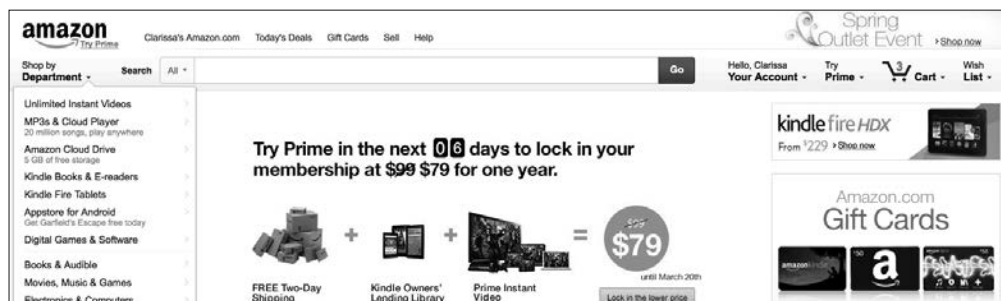 amazon
Try Prime
Clarissa's Amazon.com Today's Deals Gift Cards Sell Help
Spring
Outlet Event Shop now
Shop by
Department
Search All Go
Hello, Clarissa
Your Account
Try
Prime
3
Cart
Wish
List
Unlimited Instant Videos
MP3s & Cloud Player
20 million songs, play anywhere
Amazon Cloud Drive
5 GB of free storage
Kindle Books & E-readers
Kindle Fire Tablets
Appstore for Android
Get Garfield's Escape free today
Digital Games & Software
Books & Audible
Movies, Music & Games
Electronics & Computers
Try Prime in the next 06 days to lock in your
membership at $99 $79 for one year.
+ + =
$99
$79
until March 20th
FREE Two-Day
Shipping
Kindle Owners'
Lending Library
Prime Instant
Video
Lock in the lower price
kindle fire HDX
From $229 Shop now
Amazon.com
Gift Cards
amazonkindle
$50
a